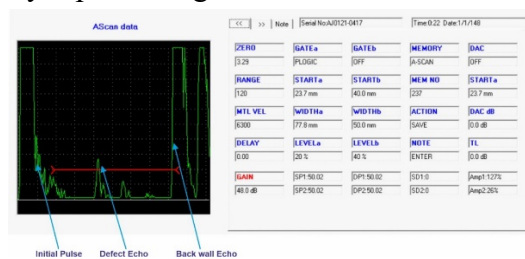 AScan data
<< >> Note Serial No:AJ0121-0417 Time:0:22 Date:1/1/148
ZERO GATEa GATEb MEMORY DAC
3.29 PLOGIC OFF A-SCAN OFF
RANGE STARTa STARTb MEM NO STARTa
120 23.7 mm 40.0 mm 237 23.7 mm
MTL VEL WIDTHa WIDTHb ACTION DAC dB
6300 77.8 mm 50.0 mm SAVE 0.0 dB
DELAY LEVELa LEVELb NOTE TL
0.00 20 % 40 % ENTER 0.0 dB
GAIN SP1:50.02 DP1:50.02 SD1:0 Amp1:127%
48.0 dB SP2:50.02 DP2:50.02 SD2:0 Amp2:26%
Initial Pulse Defect Echo Back wall Echo